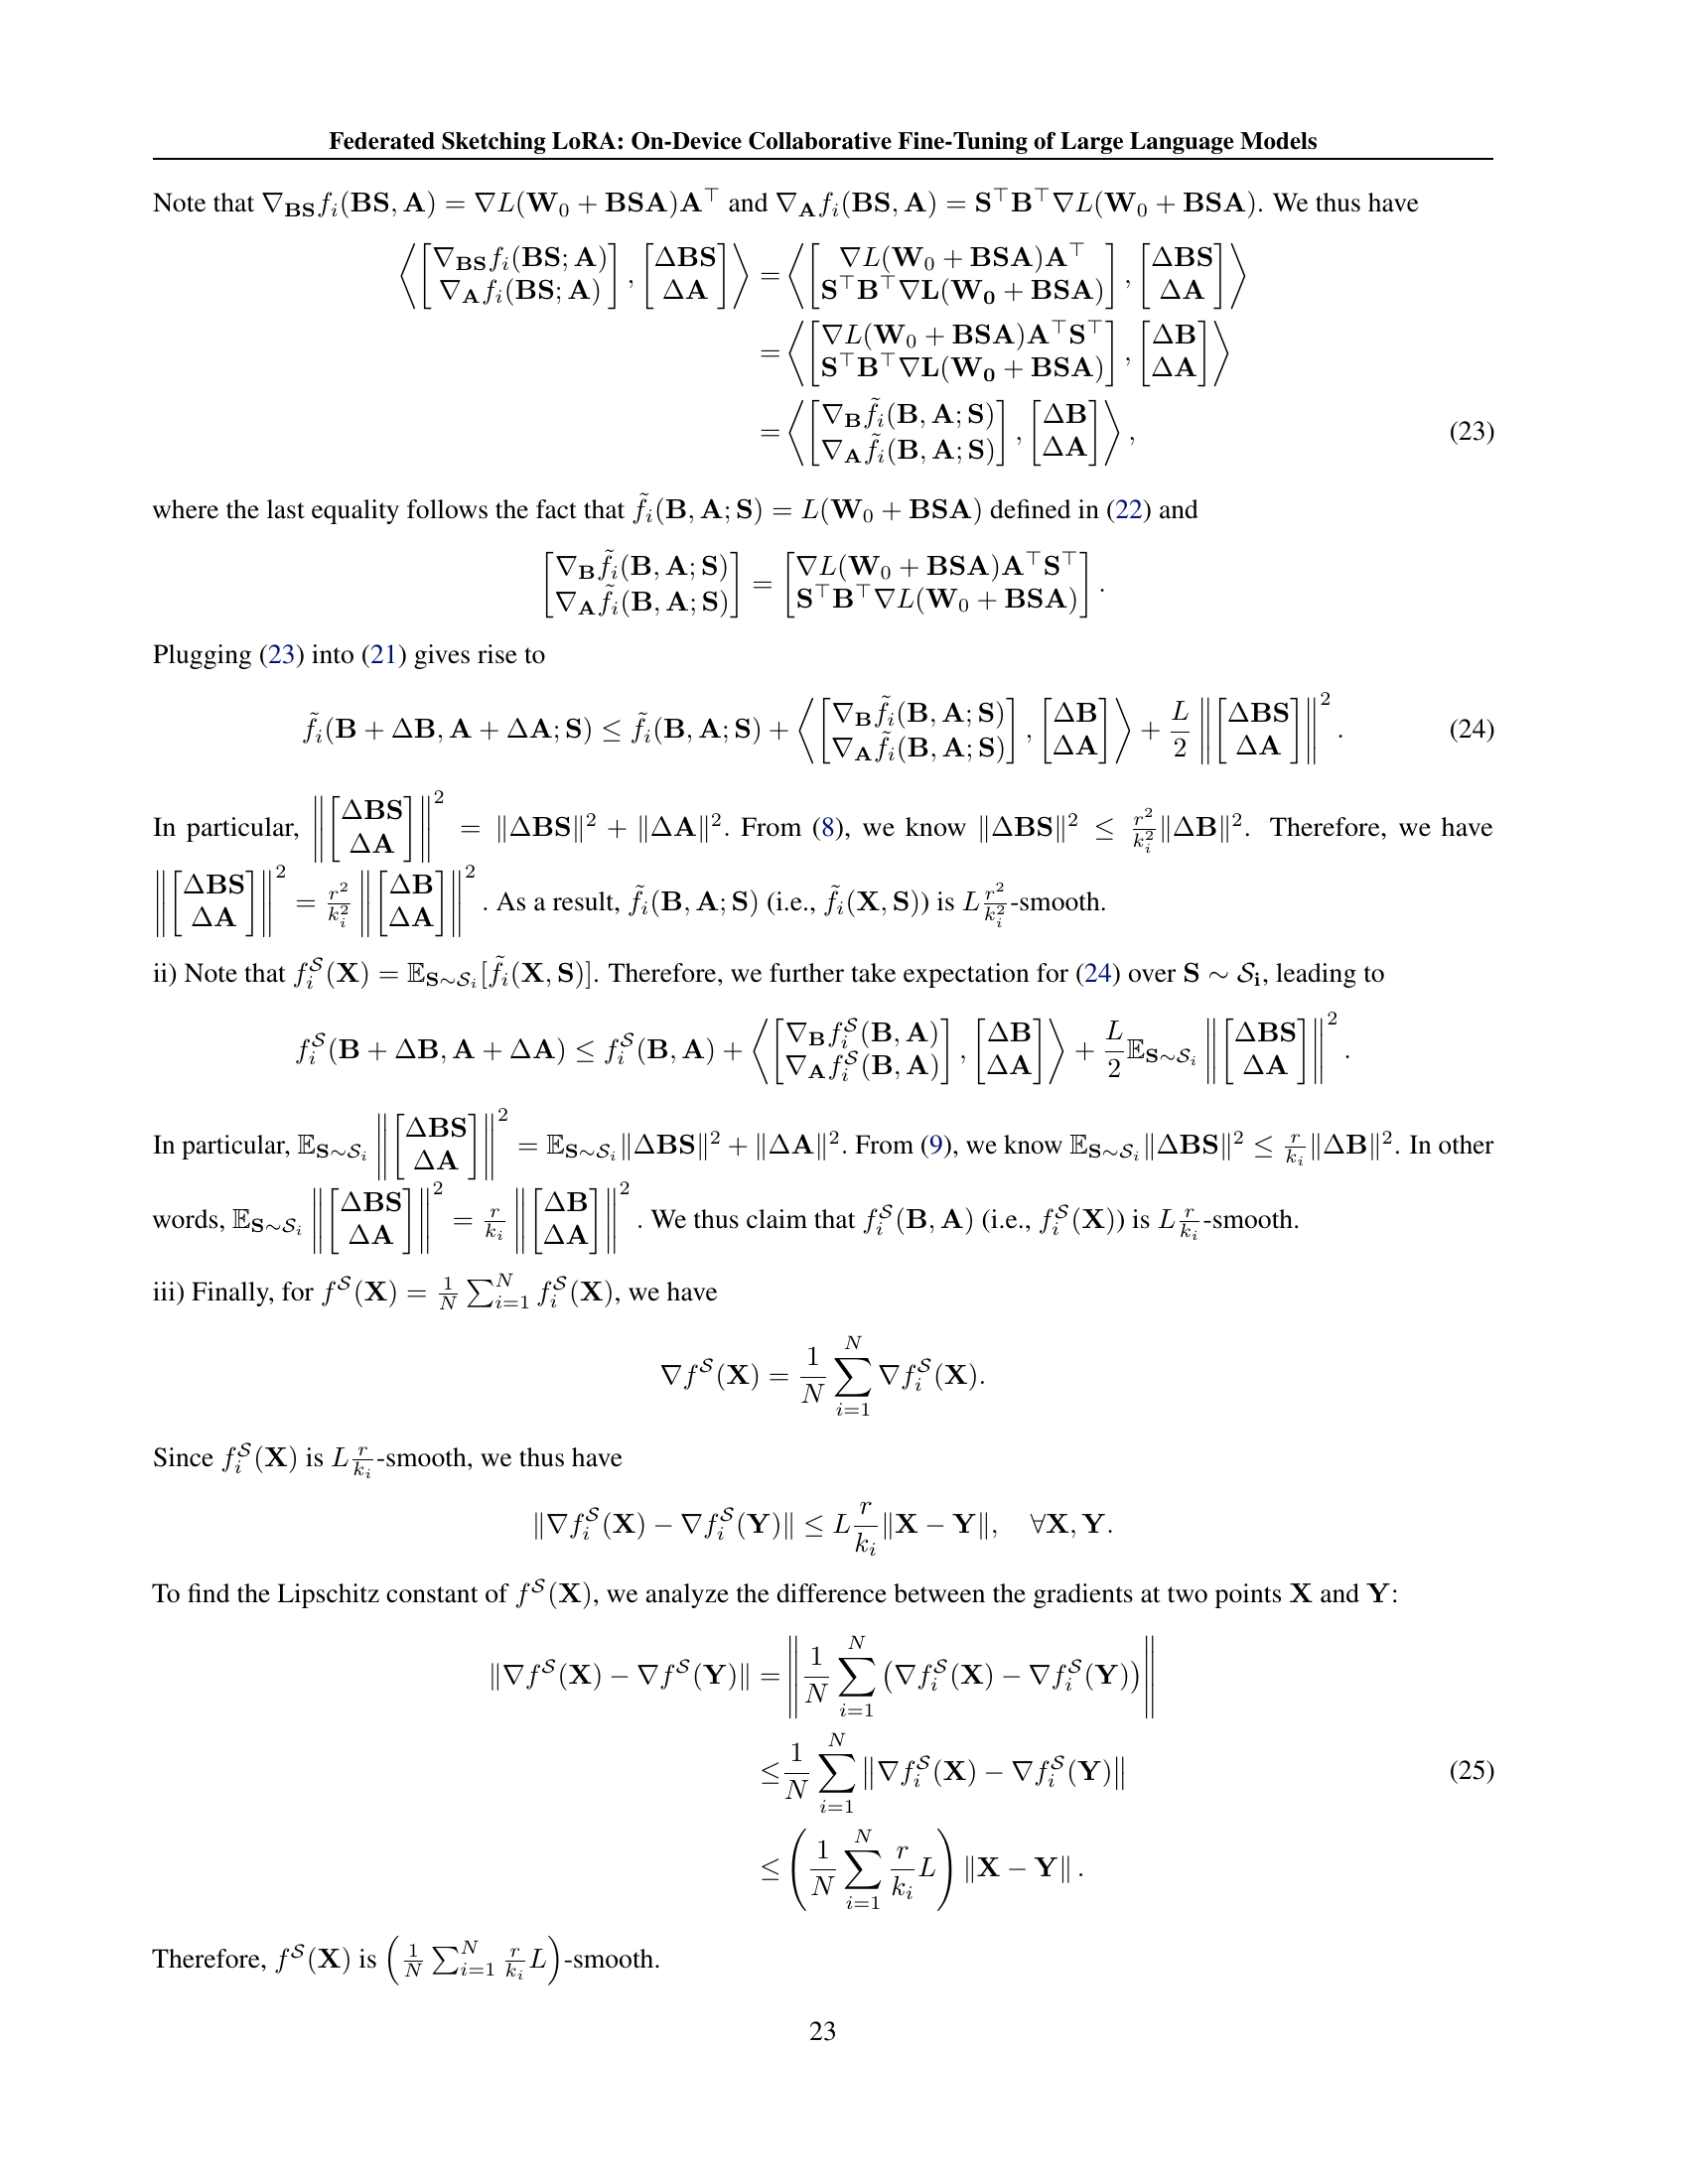 Federated Sketching LoRA: On-Device Collaborative Fine-Tuning of Large Language Models
Note that $\nabla_{\mathbf{BS}} f_i(\mathbf{BS}, \mathbf{A}) = \nabla L(\mathbf{W}_0 + \mathbf{BSA})\mathbf{A}^\top$ and $\nabla_{\mathbf{A}} f_i(\mathbf{BS}, \mathbf{A}) = \mathbf{S}^\top \mathbf{B}^\top \nabla L(\mathbf{W}_0 + \mathbf{BSA})$. We thus have
$\left\langle \begin{bmatrix} \nabla_{\mathbf{BS}} f_i(\mathbf{BS}; \mathbf{A}) \\ \nabla_{\mathbf{A}} f_i(\mathbf{BS}; \mathbf{A}) \end{bmatrix}, \begin{bmatrix} \Delta\mathbf{BS} \\ \Delta\mathbf{A} \end{bmatrix} \right\rangle = \left\langle \begin{bmatrix} \nabla L(\mathbf{W}_0 + \mathbf{BSA})\mathbf{A}^\top \\ \mathbf{S}^\top \mathbf{B}^\top \nabla \mathbf{L}(\mathbf{W_0} + \mathbf{BSA}) \end{bmatrix}, \begin{bmatrix} \Delta\mathbf{BS} \\ \Delta\mathbf{A} \end{bmatrix} \right\rangle$
$= \left\langle \begin{bmatrix} \nabla L(\mathbf{W}_0 + \mathbf{BSA})\mathbf{A}^\top \mathbf{S}^\top \\ \mathbf{S}^\top \mathbf{B}^\top \nabla \mathbf{L}(\mathbf{W_0} + \mathbf{BSA}) \end{bmatrix}, \begin{bmatrix} \Delta\mathbf{B} \\ \Delta\mathbf{A} \end{bmatrix} \right\rangle$
$= \left\langle \begin{bmatrix} \nabla_{\mathbf{B}} \tilde{f}_i(\mathbf{B}, \mathbf{A}; \mathbf{S}) \\ \nabla_{\mathbf{A}} \tilde{f}_i(\mathbf{B}, \mathbf{A}; \mathbf{S}) \end{bmatrix}, \begin{bmatrix} \Delta\mathbf{B} \\ \Delta\mathbf{A} \end{bmatrix} \right\rangle,$ (23)
where the last equality follows the fact that $\tilde{f}_i(\mathbf{B}, \mathbf{A}; \mathbf{S}) = L(\mathbf{W}_0 + \mathbf{BSA})$ defined in (22) and
$\begin{bmatrix} \nabla_{\mathbf{B}} \tilde{f}_i(\mathbf{B}, \mathbf{A}; \mathbf{S}) \\ \nabla_{\mathbf{A}} \tilde{f}_i(\mathbf{B}, \mathbf{A}; \mathbf{S}) \end{bmatrix} = \begin{bmatrix} \nabla L(\mathbf{W}_0 + \mathbf{BSA})\mathbf{A}^\top \mathbf{S}^\top \\ \mathbf{S}^\top \mathbf{B}^\top \nabla L(\mathbf{W}_0 + \mathbf{BSA}) \end{bmatrix}.$
Plugging (23) into (21) gives rise to
$\tilde{f}_i(\mathbf{B} + \Delta\mathbf{B}, \mathbf{A} + \Delta\mathbf{A}; \mathbf{S}) \leq \tilde{f}_i(\mathbf{B}, \mathbf{A}; \mathbf{S}) + \left\langle \begin{bmatrix} \nabla_{\mathbf{B}} \tilde{f}_i(\mathbf{B}, \mathbf{A}; \mathbf{S}) \\ \nabla_{\mathbf{A}} \tilde{f}_i(\mathbf{B}, \mathbf{A}; \mathbf{S}) \end{bmatrix}, \begin{bmatrix} \Delta\mathbf{B} \\ \Delta\mathbf{A} \end{bmatrix} \right\rangle + \frac{L}{2} \left\| \begin{bmatrix} \Delta\mathbf{BS} \\ \Delta\mathbf{A} \end{bmatrix} \right\|^2.$ (24)
In particular, $\left\| \begin{bmatrix} \Delta\mathbf{BS} \\ \Delta\mathbf{A} \end{bmatrix} \right\|^2 = \|\Delta\mathbf{BS}\|^2 + \|\Delta\mathbf{A}\|^2$. From (8), we know $\|\Delta\mathbf{BS}\|^2 \leq \frac{r^2}{k_i^2} \|\Delta\mathbf{B}\|^2$. Therefore, we have
$\left\| \begin{bmatrix} \Delta\mathbf{BS} \\ \Delta\mathbf{A} \end{bmatrix} \right\|^2 = \frac{r^2}{k_i^2} \left\| \begin{bmatrix} \Delta\mathbf{B} \\ \Delta\mathbf{A} \end{bmatrix} \right\|^2$. As a result, $\tilde{f}_i(\mathbf{B}, \mathbf{A}; \mathbf{S})$ (i.e., $\tilde{f}_i(\mathbf{X}, \mathbf{S})$) is $L\frac{r^2}{k_i^2}$-smooth.
ii) Note that $f_i^{\mathcal{S}}(\mathbf{X}) = \mathbb{E}_{\mathbf{S} \sim \mathcal{S}_i}[\tilde{f}_i(\mathbf{X}, \mathbf{S})]$. Therefore, we further take expectation for (24) over $\mathbf{S} \sim \mathcal{S}_{\mathbf{i}}$, leading to
$f_i^{\mathcal{S}}(\mathbf{B} + \Delta\mathbf{B}, \mathbf{A} + \Delta\mathbf{A}) \leq f_i^{\mathcal{S}}(\mathbf{B}, \mathbf{A}) + \left\langle \begin{bmatrix} \nabla_{\mathbf{B}} f_i^{\mathcal{S}}(\mathbf{B}, \mathbf{A}) \\ \nabla_{\mathbf{A}} f_i^{\mathcal{S}}(\mathbf{B}, \mathbf{A}) \end{bmatrix}, \begin{bmatrix} \Delta\mathbf{B} \\ \Delta\mathbf{A} \end{bmatrix} \right\rangle + \frac{L}{2} \mathbb{E}_{\mathbf{S} \sim \mathcal{S}_i} \left\| \begin{bmatrix} \Delta\mathbf{BS} \\ \Delta\mathbf{A} \end{bmatrix} \right\|^2.$
In particular, $\mathbb{E}_{\mathbf{S} \sim \mathcal{S}_i} \left\| \begin{bmatrix} \Delta\mathbf{BS} \\ \Delta\mathbf{A} \end{bmatrix} \right\|^2 = \mathbb{E}_{\mathbf{S} \sim \mathcal{S}_i} \|\Delta\mathbf{BS}\|^2 + \|\Delta\mathbf{A}\|^2$. From (9), we know $\mathbb{E}_{\mathbf{S} \sim \mathcal{S}_i} \|\Delta\mathbf{BS}\|^2 \leq \frac{r}{k_i} \|\Delta\mathbf{B}\|^2$. In other
words, $\mathbb{E}_{\mathbf{S} \sim \mathcal{S}_i} \left\| \begin{bmatrix} \Delta\mathbf{BS} \\ \Delta\mathbf{A} \end{bmatrix} \right\|^2 = \frac{r}{k_i} \left\| \begin{bmatrix} \Delta\mathbf{B} \\ \Delta\mathbf{A} \end{bmatrix} \right\|^2$. We thus claim that $f_i^{\mathcal{S}}(\mathbf{B}, \mathbf{A})$ (i.e., $f_i^{\mathcal{S}}(\mathbf{X})$) is $L\frac{r}{k_i}$-smooth.
iii) Finally, for $f^{\mathcal{S}}(\mathbf{X}) = \frac{1}{N} \sum_{i=1}^N f_i^{\mathcal{S}}(\mathbf{X})$, we have
$\nabla f^{\mathcal{S}}(\mathbf{X}) = \frac{1}{N} \sum_{i=1}^N \nabla f_i^{\mathcal{S}}(\mathbf{X}).$
Since $f_i^{\mathcal{S}}(\mathbf{X})$ is $L\frac{r}{k_i}$-smooth, we thus have
$\|\nabla f_i^{\mathcal{S}}(\mathbf{X}) - \nabla f_i^{\mathcal{S}}(\mathbf{Y})\| \leq L\frac{r}{k_i} \|\mathbf{X} - \mathbf{Y}\|, \quad \forall \mathbf{X}, \mathbf{Y}.$
To find the Lipschitz constant of $f^{\mathcal{S}}(\mathbf{X})$, we analyze the difference between the gradients at two points $\mathbf{X}$ and $\mathbf{Y}$:
$\|\nabla f^{\mathcal{S}}(\mathbf{X}) - \nabla f^{\mathcal{S}}(\mathbf{Y})\| = \left\| \frac{1}{N} \sum_{i=1}^N \left( \nabla f_i^{\mathcal{S}}(\mathbf{X}) - \nabla f_i^{\mathcal{S}}(\mathbf{Y}) \right) \right\|$
$\leq \frac{1}{N} \sum_{i=1}^N \left\| \nabla f_i^{\mathcal{S}}(\mathbf{X}) - \nabla f_i^{\mathcal{S}}(\mathbf{Y}) \right\|$ (25)
$\leq \left( \frac{1}{N} \sum_{i=1}^N \frac{r}{k_i} L \right) \|\mathbf{X} - \mathbf{Y}\|.$
Therefore, $f^{\mathcal{S}}(\mathbf{X})$ is $\left( \frac{1}{N} \sum_{i=1}^N \frac{r}{k_i} L \right)$-smooth.
23